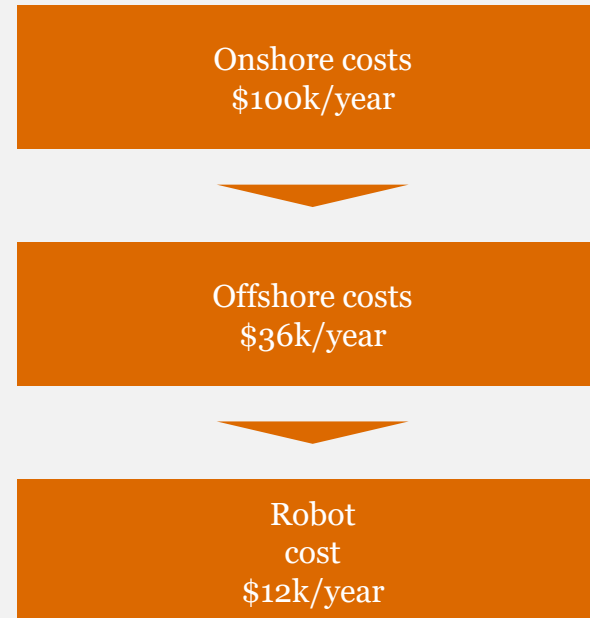 Onshore costs
$100k/year
Offshore costs
$36k/year
Robot
cost
$12k/year